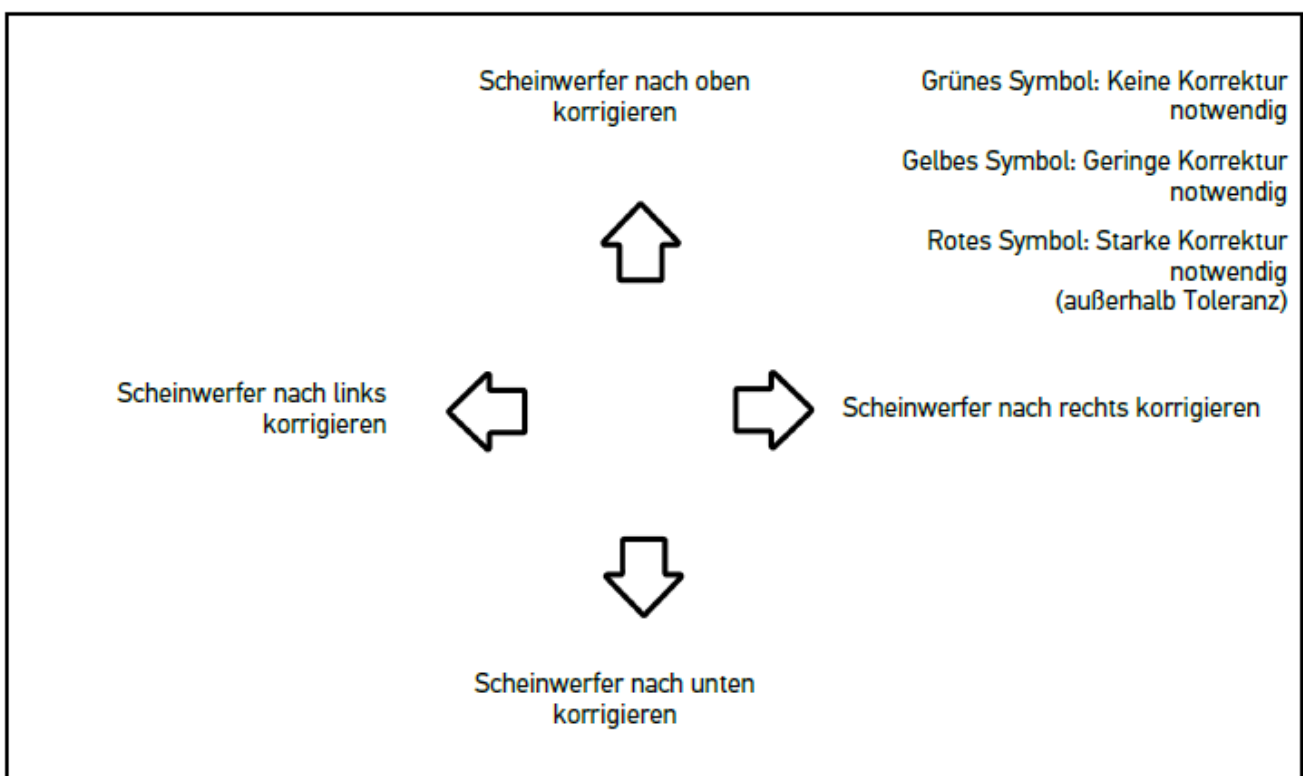 Scheinwerfer nach oben
korrigieren
Grünes Symbol: Keine Korrektur
notwendig
Gelbes Symbol: Geringe Korrektur
notwendig
Rotes Symbol: Starke Korrektur
notwendig
(außerhalb Toleranz)
Scheinwerfer nach links
korrigieren
Scheinwerfer nach rechts korrigieren
Scheinwerfer nach unten
korrigieren